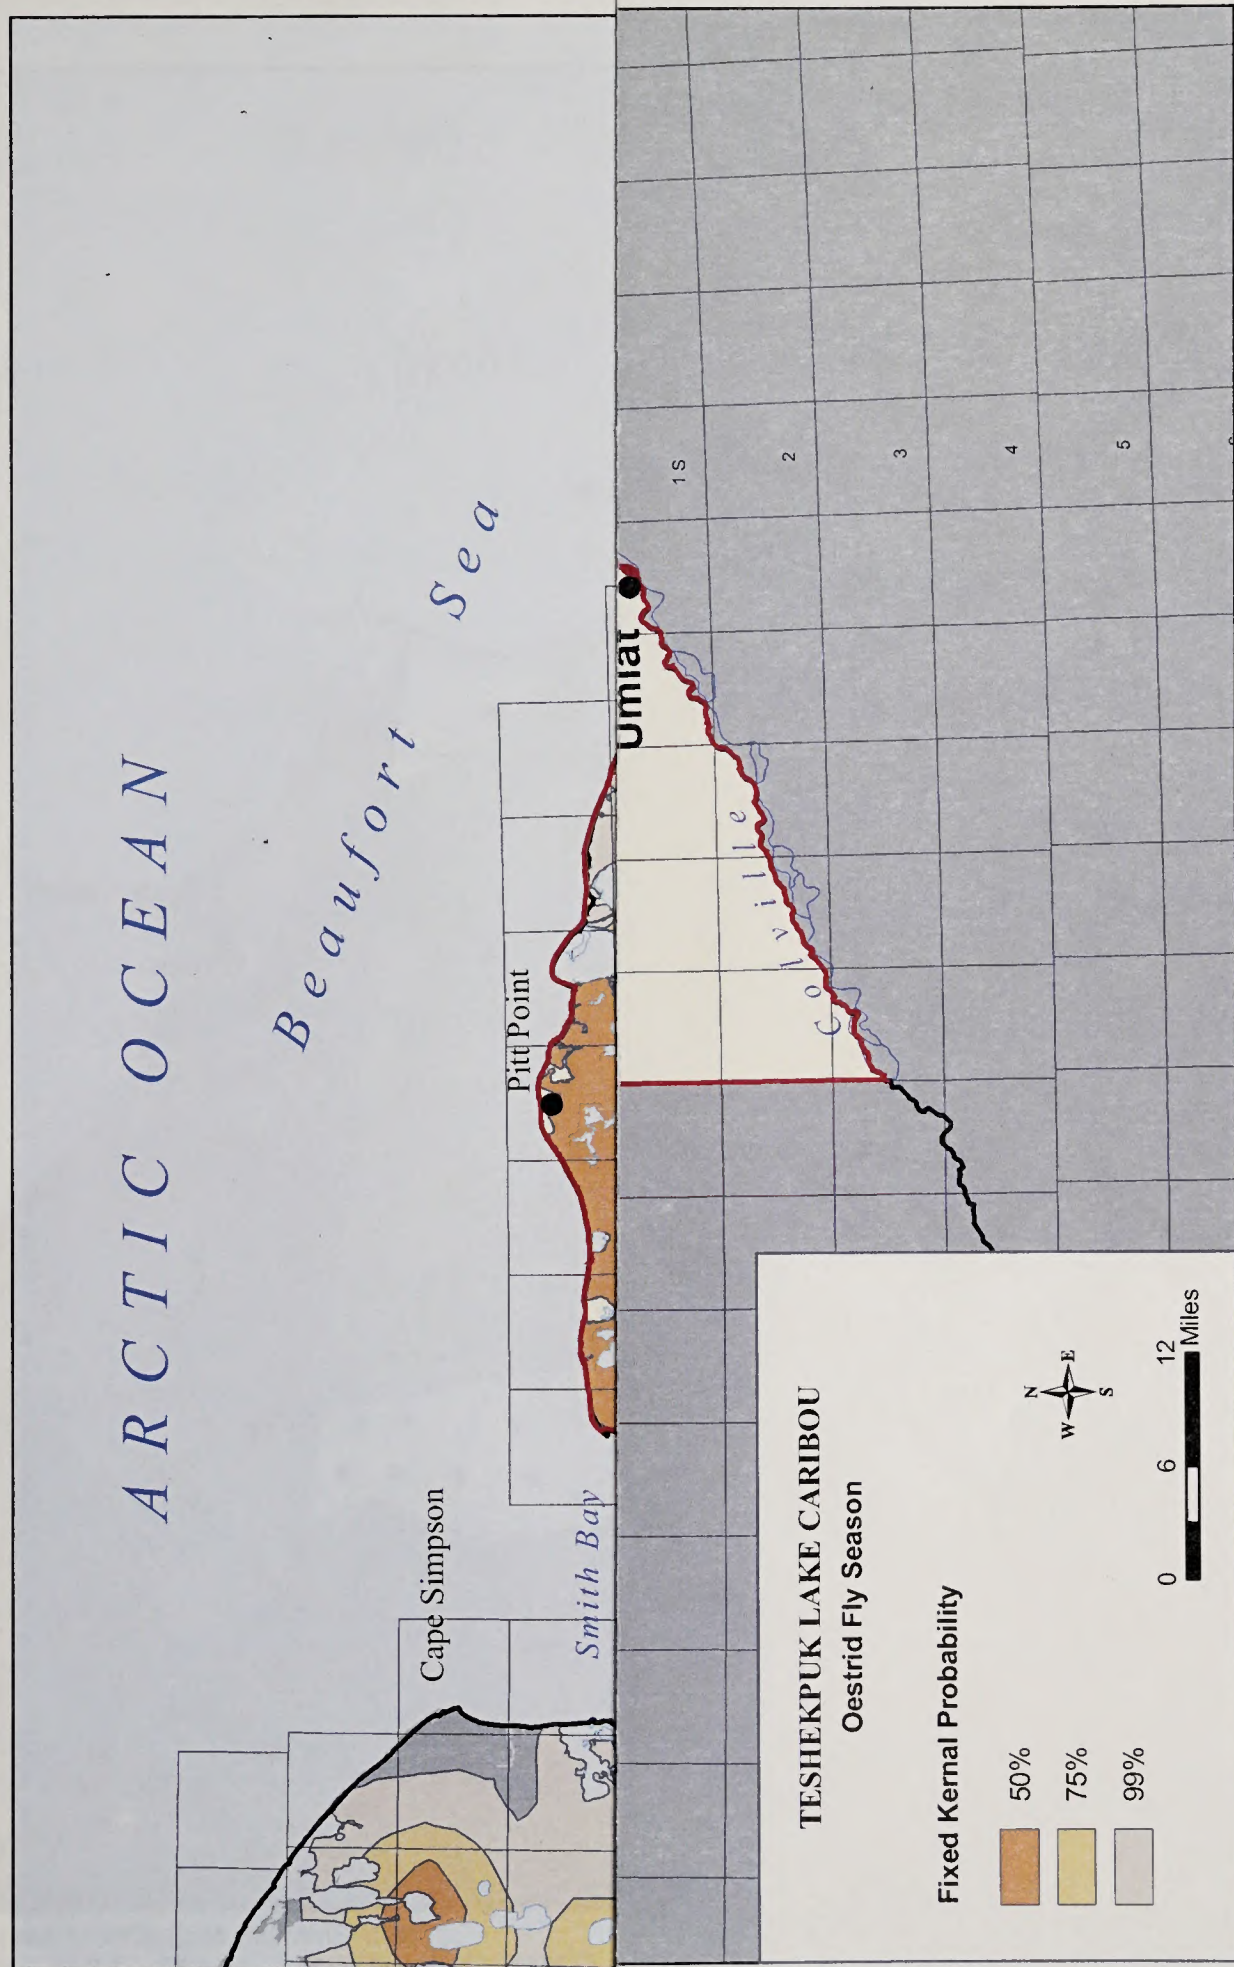 ARCTIC OCEAN
Beaufort Sea
Cape Simpson
Pitt Point
Smith Bay
Umiat
Colville
1 S
2
3
4
5
TESHEKPUK LAKE CARIBOU
Oestrid Fly Season
Fixed Kernal Probability
50%
75%
99%
N
W
E
S
0
6
12
Miles